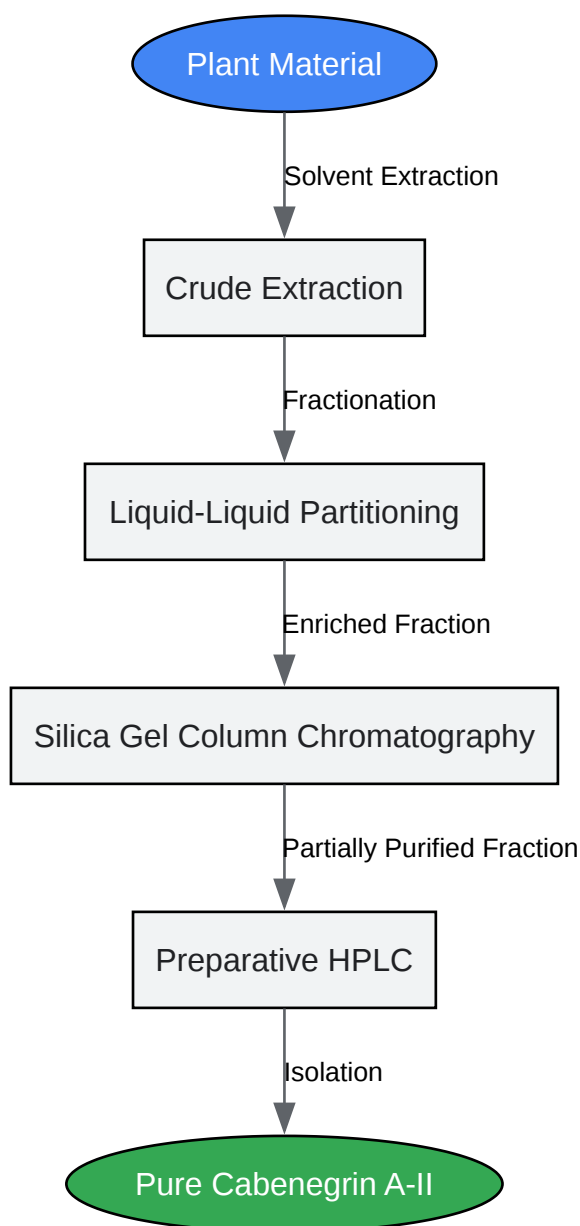 Plant Material
Solvent Extraction
Crude Extraction
Fractionation
Liquid-Liquid Partitioning
Enriched Fraction
Silica Gel Column Chromatography
Partially Purified Fraction
Preparative HPLC
Isolation
Pure Cabenegrin A-II